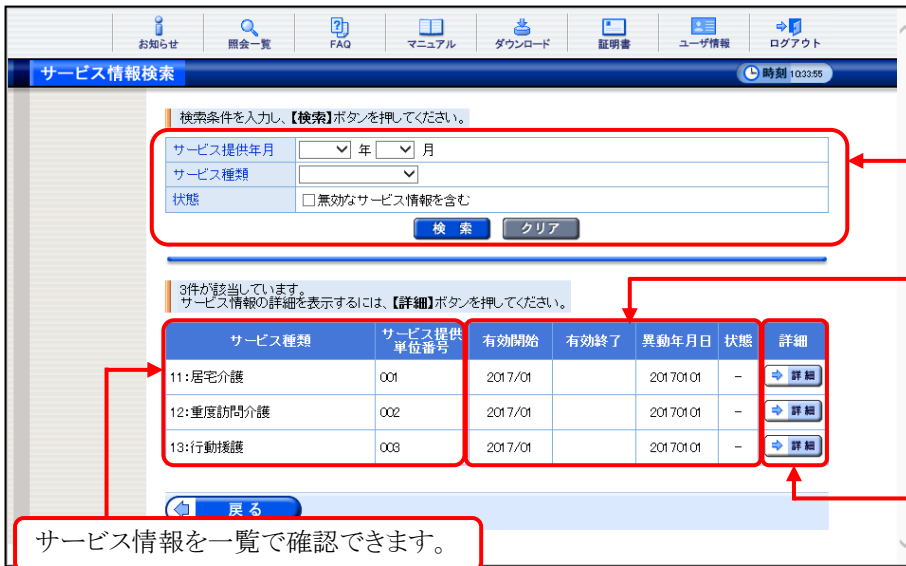 お知らせ 照会一覧 FAQ マニュアル ダウンロード 証明書 ユーザ情報 ログアウト
サービス情報検索 時刻 10:33:55
検索条件を入力し、【検索】ボタンを押してください。
サービス提供年月 年 月
サービス種類
状態 無効なサービス情報を含む
検 索 クリア
3件が該当しています。
サービス情報の詳細を表示するには、【詳細】ボタンを押してください。
サービス種類 サービス提供単位番号 有効開始 有効終了 異動年月日 状態 詳細
11:居宅介護 001 2017/01 20170101 − 詳細
12:重度訪問介護 002 2017/01 20170101 − 詳細
13:行動援護 003 2017/01 20170101 − 詳細
戻る
サービス情報を一覧で確認できます。